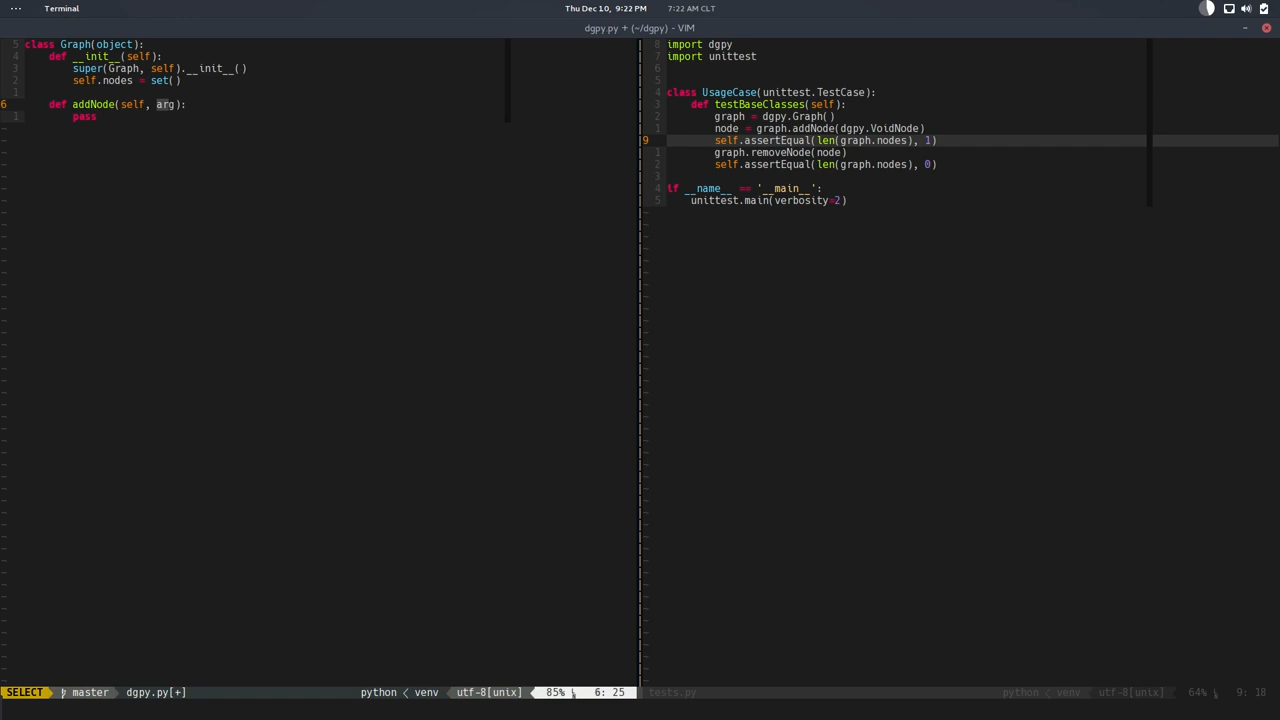 Terminal
Thu Dec 10, 9:22 PM
7:22 AM CLT
dgpy.py + (~/dgpy) - VIM
5 class Graph(object):
4 def __init__(self):
3 super(Graph, self).__init__()
2 self.nodes = set()
1
6 def addNode(self, arg):
1 pass
8 import dgpy
7 import unittest
6
5
4 class UsageCase(unittest.TestCase):
3 def testBaseClasses(self):
2 graph = dgpy.Graph()
1 node = graph.addNode(dgpy.VoidNode)
9 self.assertEqual(len(graph.nodes), 1)
1 graph.removeNode(node)
2 self.assertEqual(len(graph.nodes), 0)
3
4 if __name__ == '__main__':
5 unittest.main(verbosity=2)
SELECT master dgpy.py[+] python < venv utf-8[unix] 85% 6: 25
tests.py python < venv utf-8[unix] 64% 9: 18